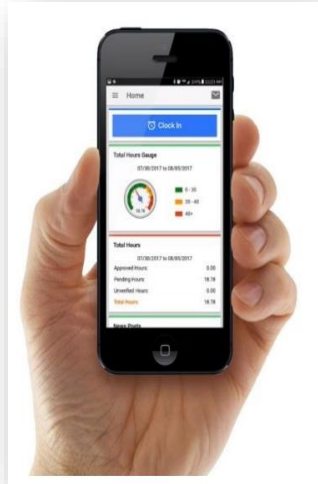 Home
Clock In
Total Hours Gauge
07/30/2017 to 08/05/2017
0 - 30
30 - 40
40+
18.78
Total Hours
07/30/2017 to 08/05/2017
Approved Hours 0.00
Pending Hours 18.78
Unverified Hours 0.00
Total Hours 18.78
News Posts